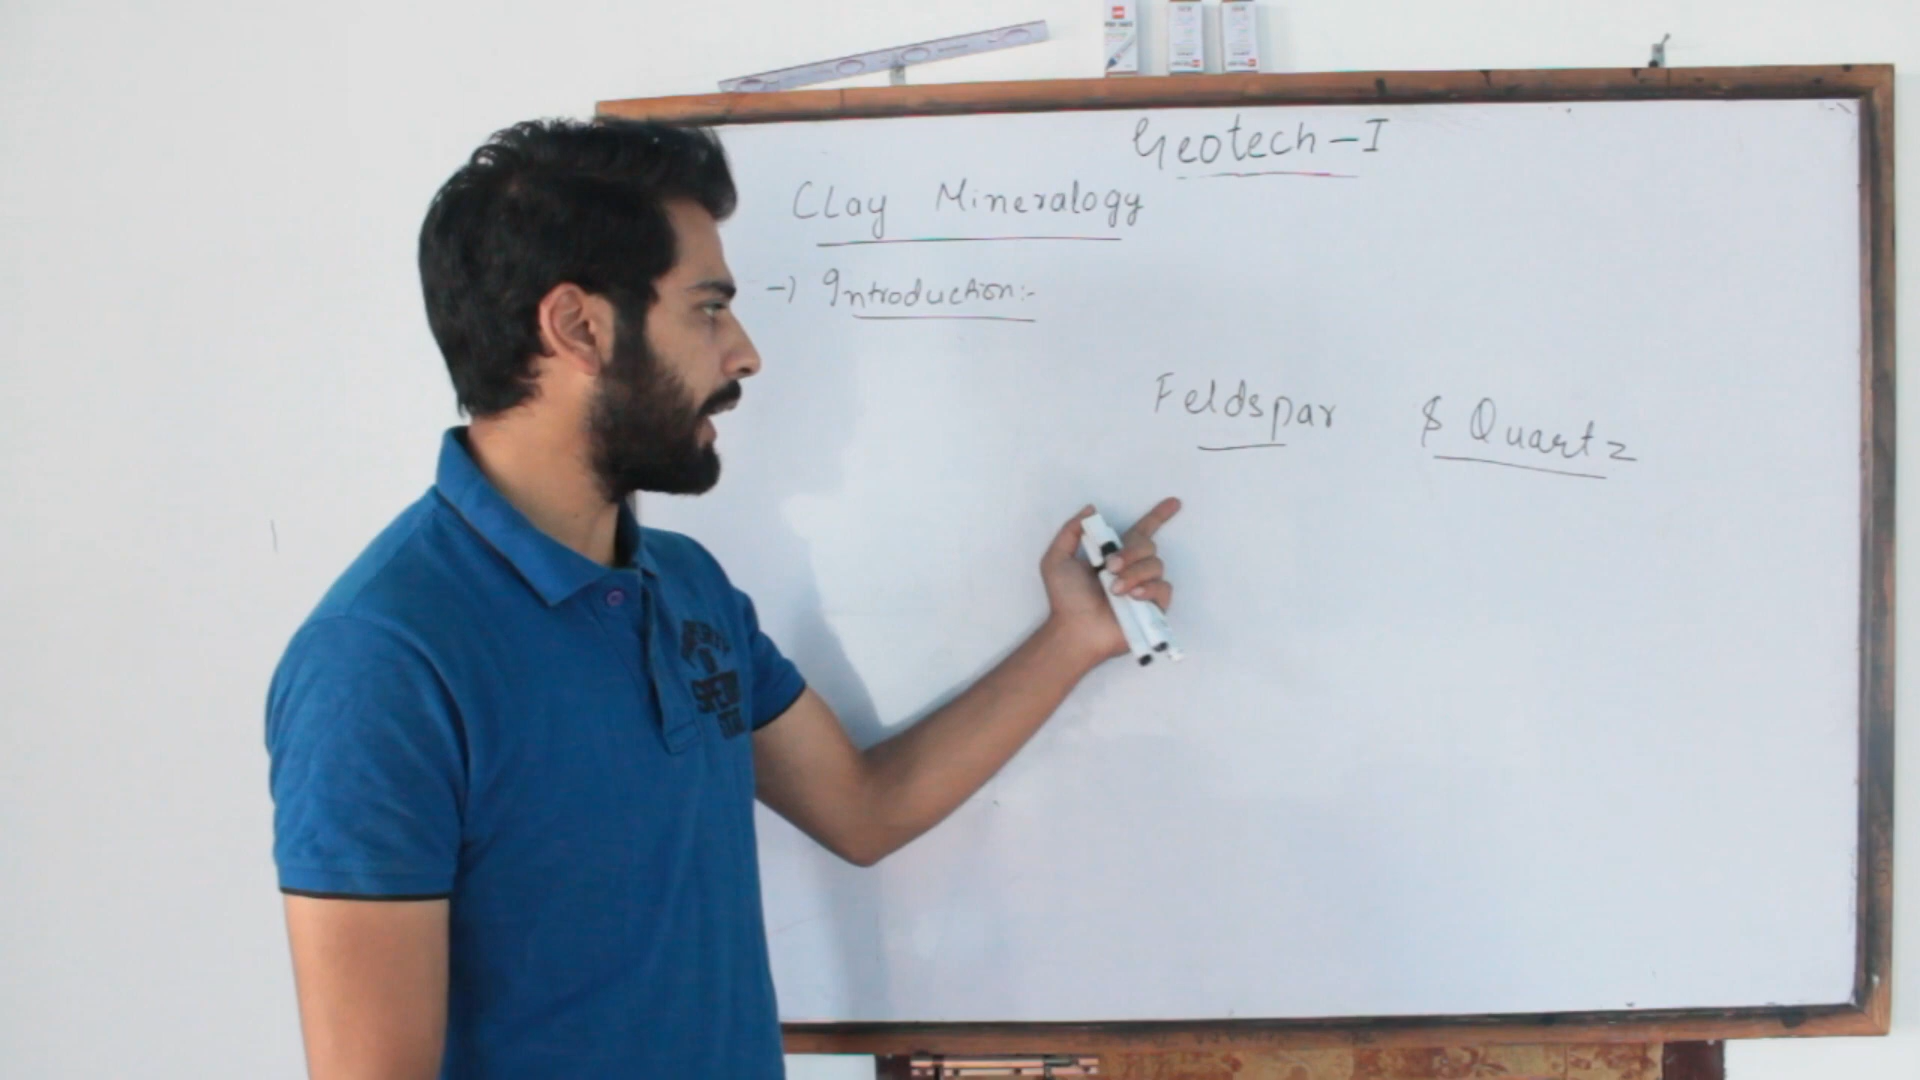 Geotech-I
Clay Mineralogy
→ Introduction:-
Feldspar & Quartz